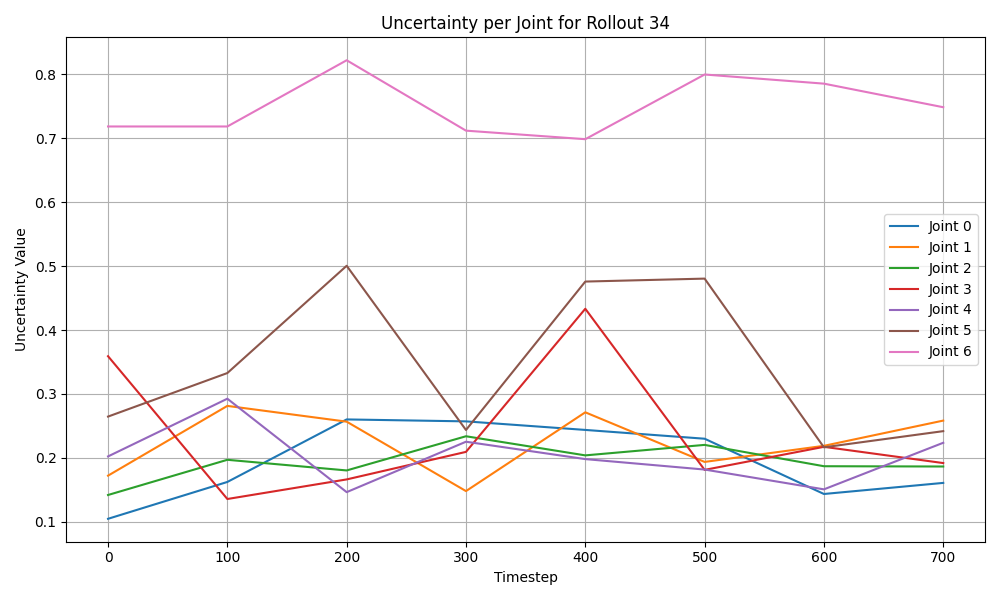 Uncertainty per Joint for Rollout 34
Uncertainty Value
0.8
0.7
0.6
0.5
0.4
0.3
0.2
0.1
Joint 0
Joint 1
Joint 2
Joint 3
Joint 4
Joint 5
Joint 6
0 100 200 300 400 500 600 700
Timestep